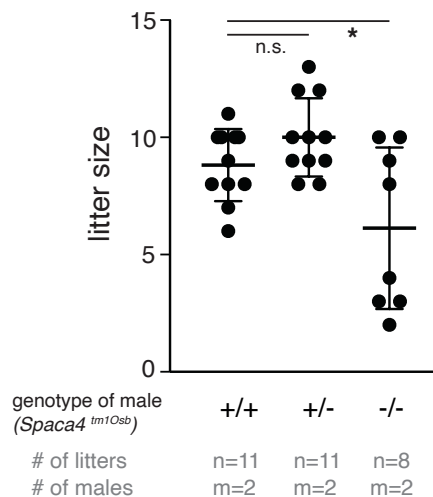 15
*
n.s.
10
litter size
5
0
genotype of male +/+ +/- -/-
(Spaca4 tm1Osb)
# of litters n=11 n=11 n=8
# of males m=2 m=2 m=2